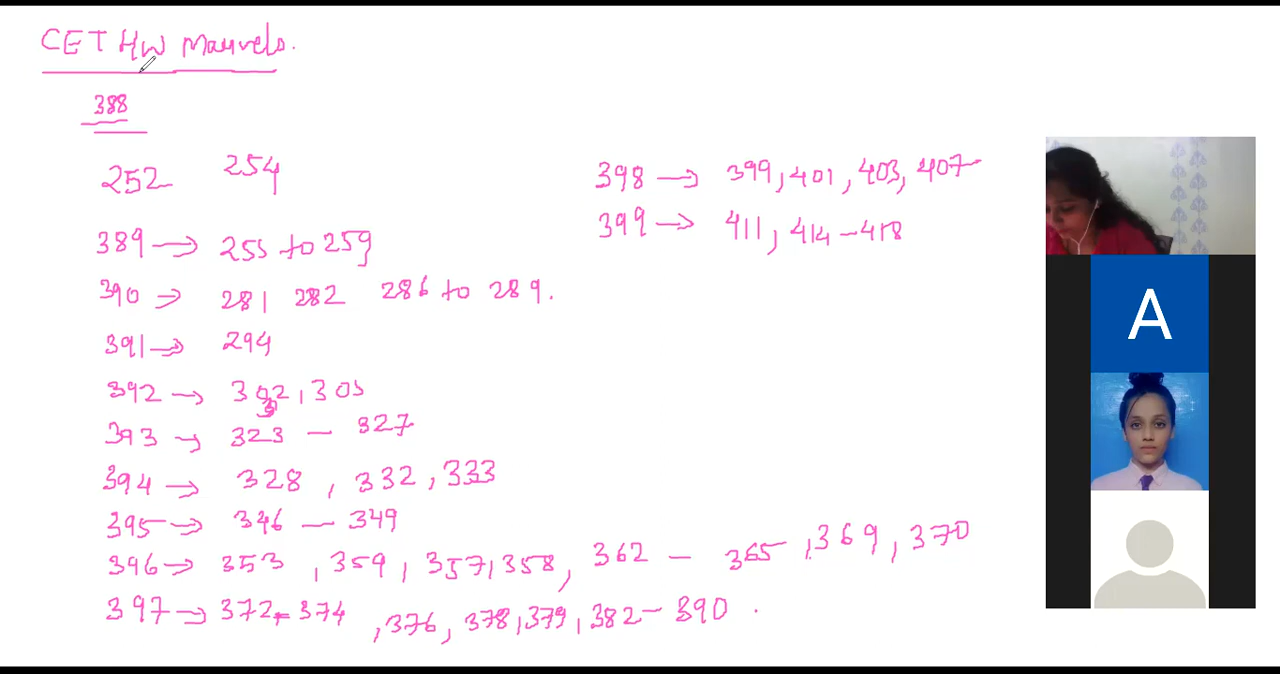 CET HW Marvels.
388
252 254
389 → 255 to 259
390 → 281 282 286 to 289.
391 → 294
392 → 302, 305
393 → 323 - 327
394 → 328, 332, 333
395 → 346 - 349
396 → 353, 359, 357, 358, 362 - 365, 369, 370
397 → 372 - 374, 376, 378, 379, 382 - 390.
398 → 399, 401, 403, 407
399 → 411, 414 - 418
A